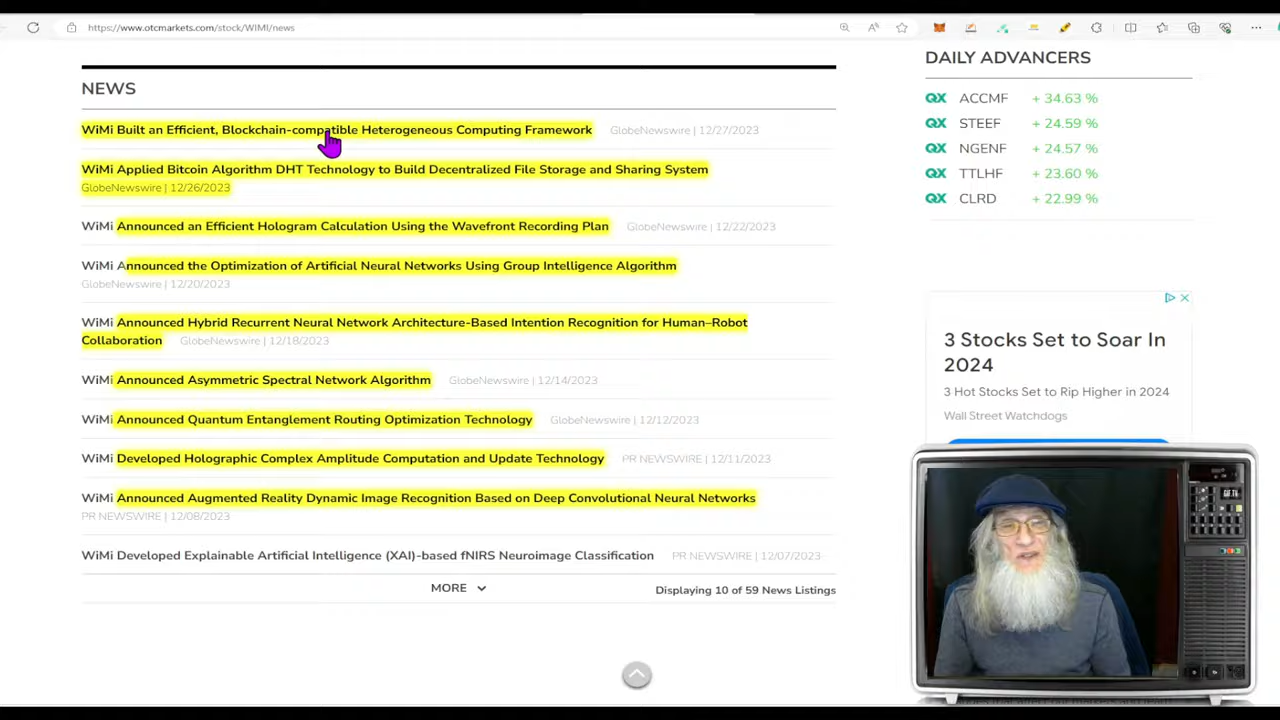 https://www.otcmarkets.com/stock/WIMI/news
NEWS
WiMi Built an Efficient, Blockchain-compatible Heterogeneous Computing Framework GlobeNewswire | 12/27/2023
WiMi Applied Bitcoin Algorithm DHT Technology to Build Decentralized File Storage and Sharing System
GlobeNewswire | 12/26/2023
WiMi Announced an Efficient Hologram Calculation Using the Wavefront Recording Plan GlobeNewswire | 12/22/2023
WiMi Announced the Optimization of Artificial Neural Networks Using Group Intelligence Algorithm
GlobeNewswire | 12/20/2023
WiMi Announced Hybrid Recurrent Neural Network Architecture-Based Intention Recognition for Human–Robot
Collaboration GlobeNewswire | 12/18/2023
WiMi Announced Asymmetric Spectral Network Algorithm GlobeNewswire | 12/14/2023
WiMi Announced Quantum Entanglement Routing Optimization Technology GlobeNewswire | 12/12/2023
WiMi Developed Holographic Complex Amplitude Computation and Update Technology PR NEWSWIRE | 12/11/2023
WiMi Announced Augmented Reality Dynamic Image Recognition Based on Deep Convolutional Neural Networks
PR NEWSWIRE | 12/08/2023
WiMi Developed Explainable Artificial Intelligence (XAI)-based fNIRS Neuroimage Classification PR NEWSWIRE | 12/07/2023
MORE
Displaying 10 of 59 News Listings
DAILY ADVANCERS
QX ACCMF + 34.63 %
QX STEEF + 24.59 %
QX NGENF + 24.57 %
QX TTLHF + 23.60 %
QX CLRD + 22.99 %
3 Stocks Set to Soar In
2024
3 Hot Stocks Set to Rip Higher in 2024
Wall Street Watchdogs
GIF.TV